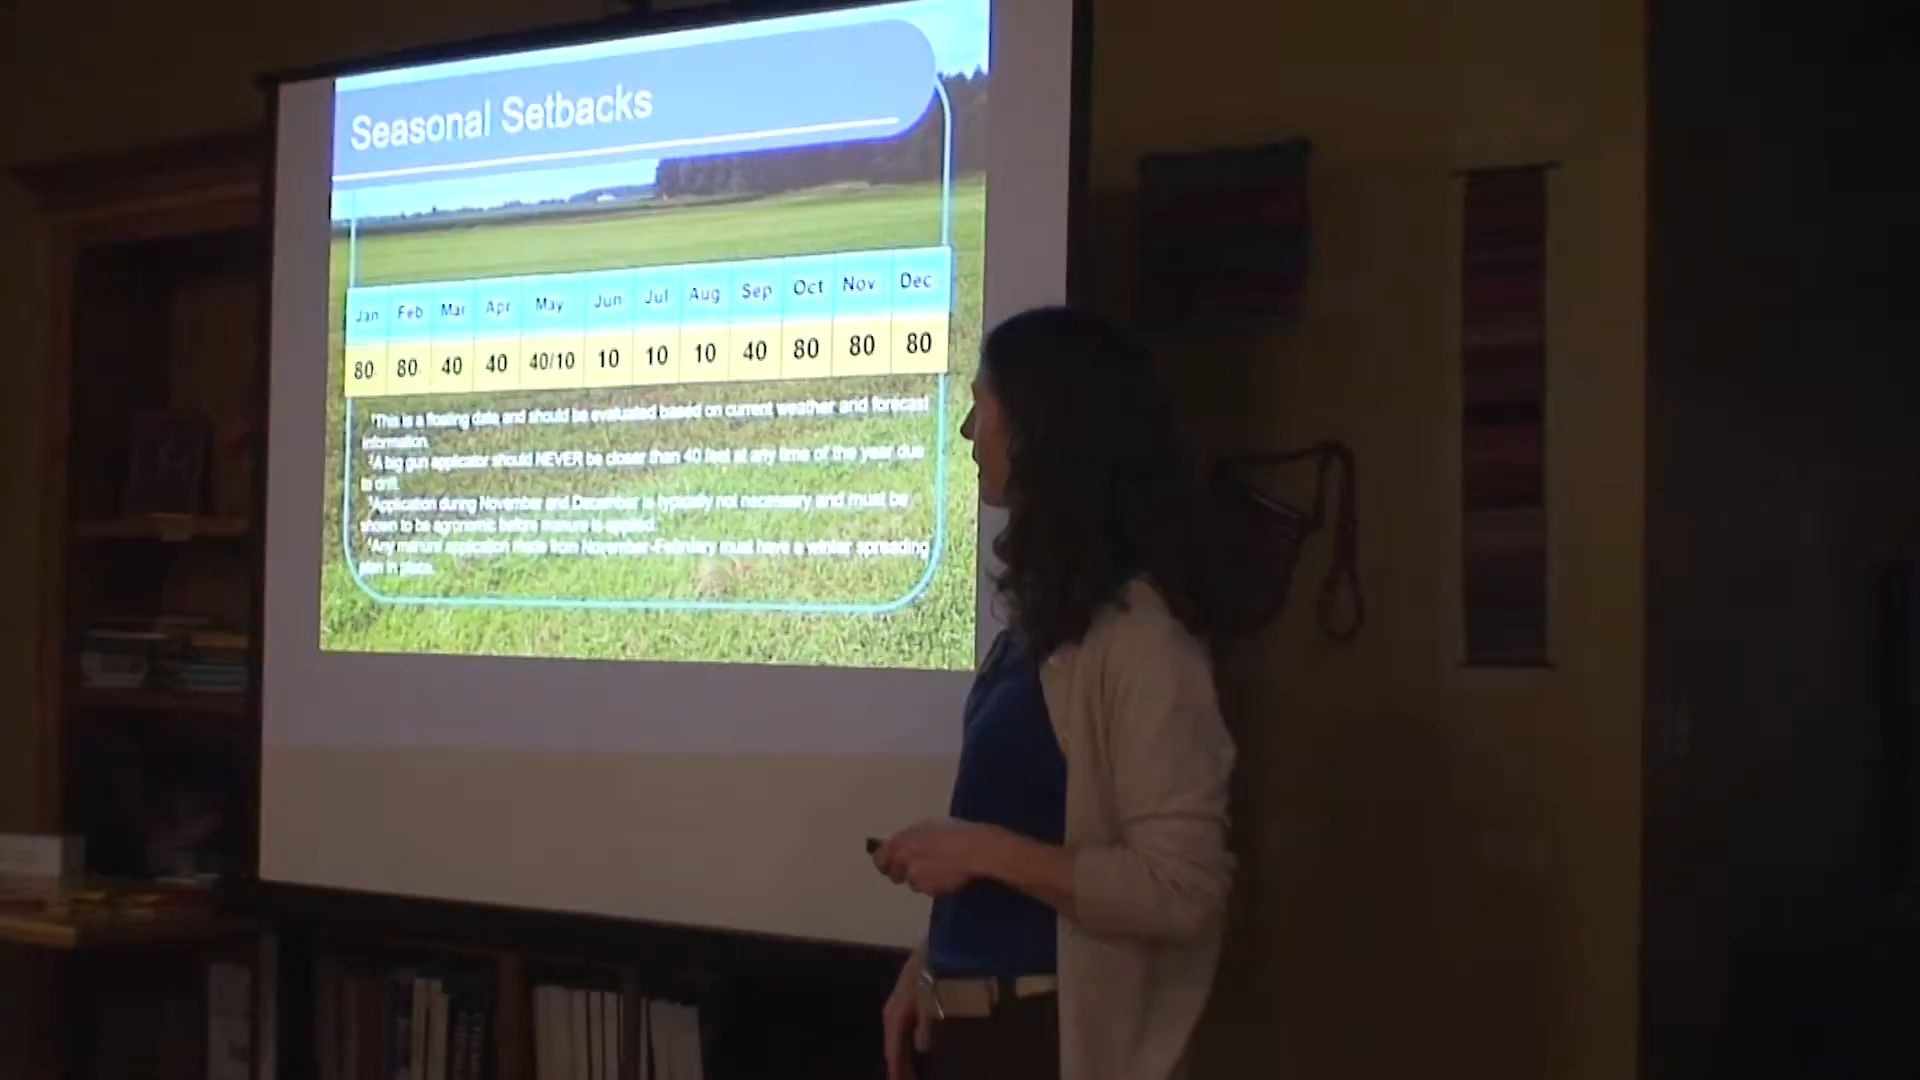 Seasonal Setbacks
Jan Feb Mar Apr May Jun Jul Aug Sep Oct Nov Dec
80 80 40 40 40/10 10 10 10 40 80 80 80
¹This is a floating date and should be evaluated based on current weather and forecast
information.
²A big gun applicator should NEVER be closer than 40 feet at any time of the year due
to drift.
³Application during November and December is typically not necessary and must be
shown to be agronomic before manure is applied.
⁴Any manure application made from November-February must have a winter spreading
plan in place.